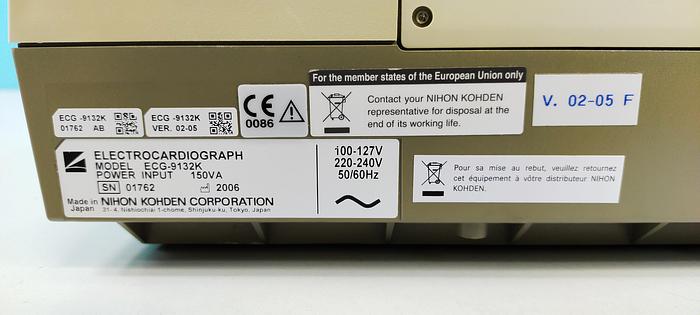 For the member states of the European Union only
Contact your NIHON KOHDEN
representative for disposal at the
end of its working life.
V. 02-05 F
ECG -9132K
01762 AB
ECG -9132K
VER. 02-05
CE
0086
ELECTROCARDIOGRAPH
MODEL ECG-9132K
POWER INPUT 150VA
SN 01762 2006
Made in Japan NIHON KOHDEN CORPORATION
31-4, Nishiochiai 1-chome, Shinjuku-ku, Tokyo, Japan
100-127V
220-240V
50/60Hz
Pour sa mise au rebut, veuillez retournez
cet équipement à vôtre distributeur NIHON
KOHDEN.